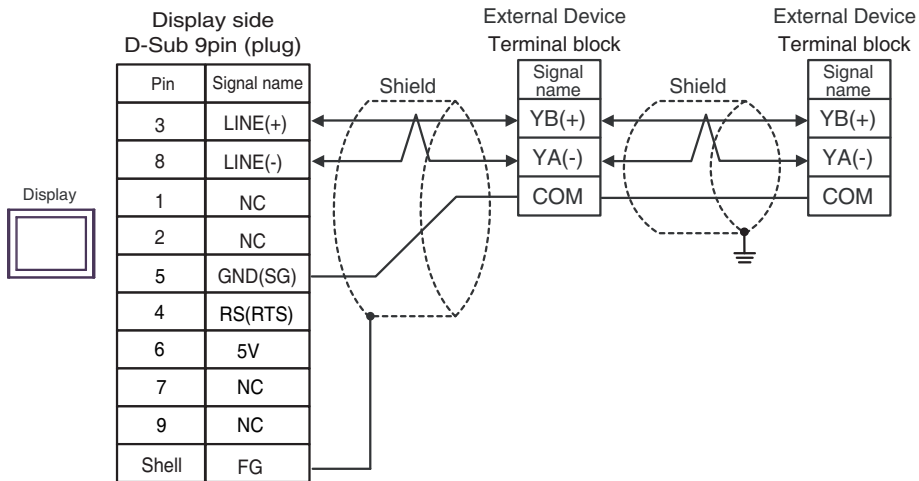 Display side
D-Sub 9pin (plug)
Pin Signal name
3 LINE(+)
8 LINE(-)
1 NC
2 NC
5 GND(SG)
4 RS(RTS)
6 5V
7 NC
9 NC
Shell FG
Display
Shield
External Device
Terminal block
Signal
name
YB(+)
YA(-)
COM
Shield
External Device
Terminal block
Signal
name
YB(+)
YA(-)
COM